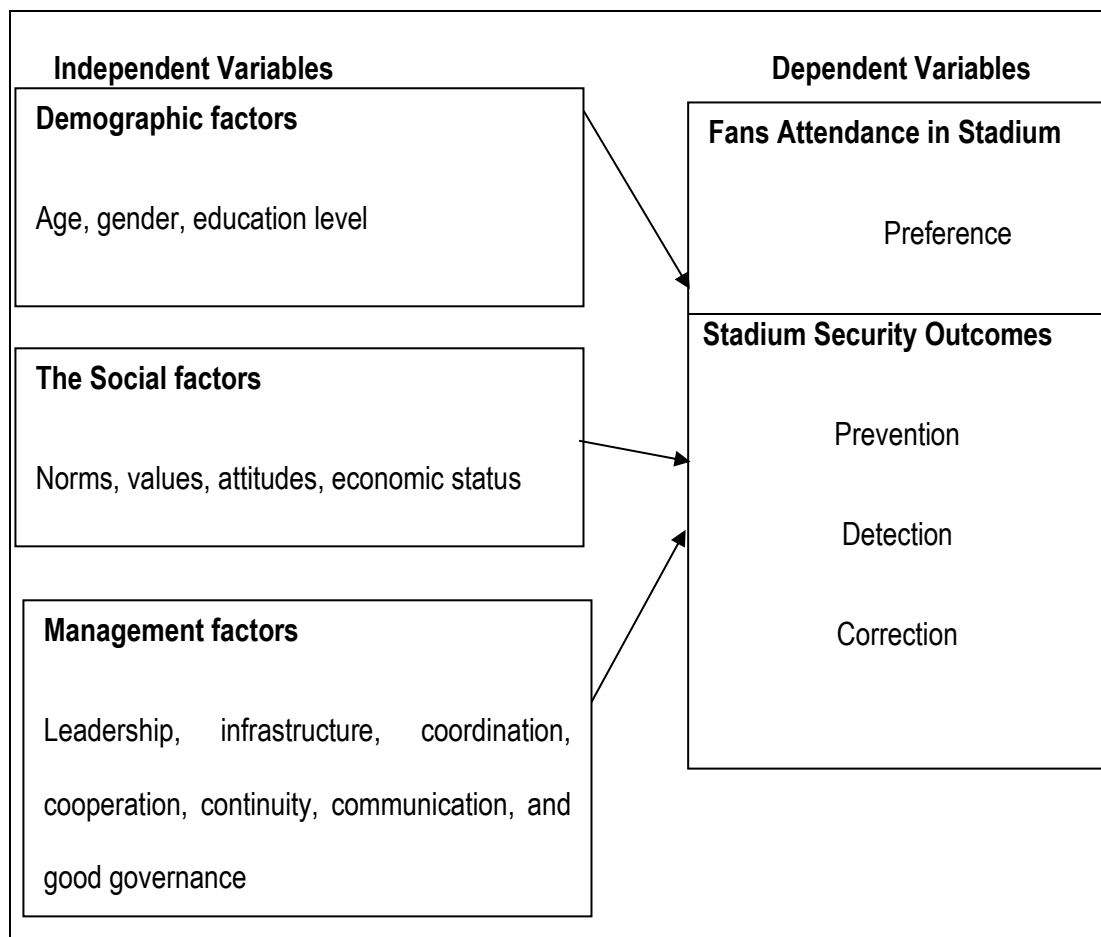 Independent Variables
Demographic factors
Age, gender, education level
The Social factors
Norms, values, attitudes, economic status
Management factors
Leadership, infrastructure, coordination,
cooperation, continuity, communication, and
good governance
Dependent Variables
Fans Attendance in Stadium
Preference
Stadium Security Outcomes
Prevention
Detection
Correction